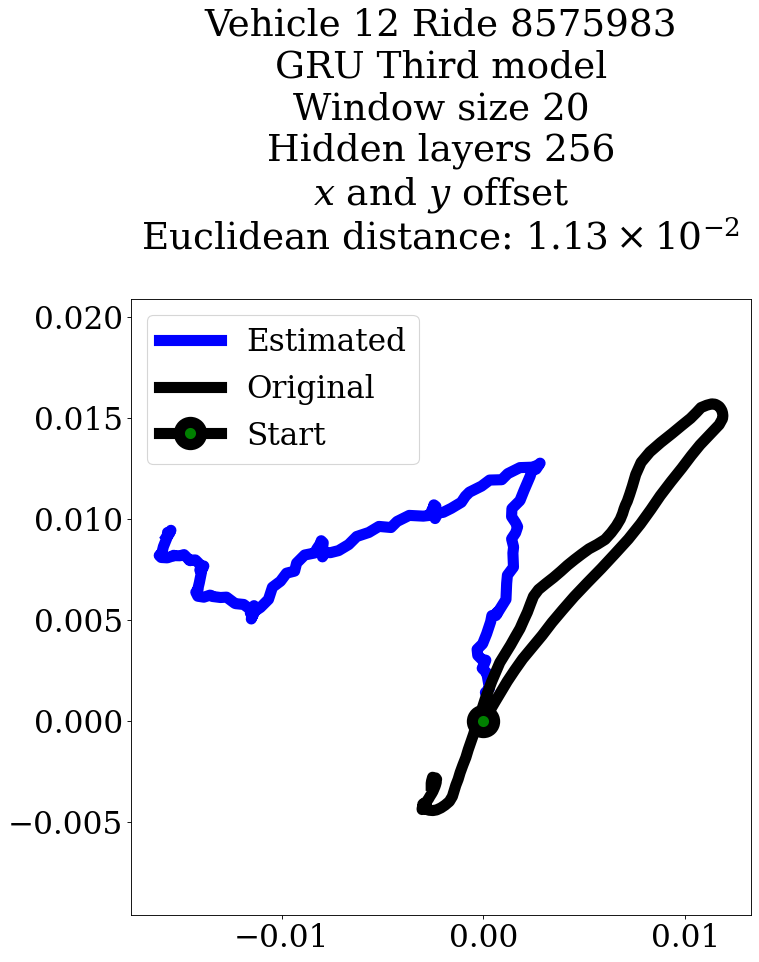 Vehicle 12 Ride 8575983
GRU Third model
Window size 20
Hidden layers 256
x and y offset
Euclidean distance: 1.13 × 10⁻²
0.020
0.015
0.010
0.005
0.000
−0.005
Estimated
Original
Start
−0.01
0.00
0.01